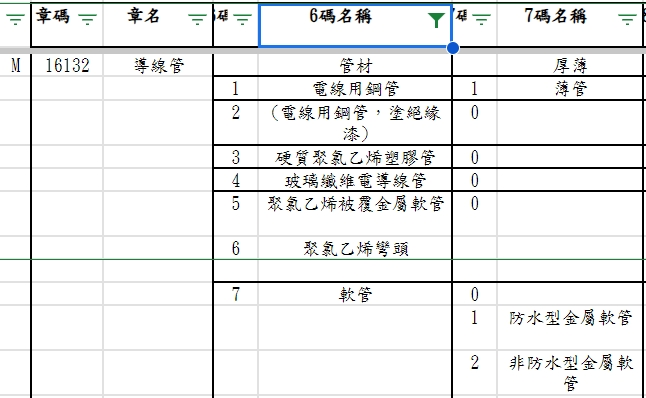 章碼 章名 碼 6碼名稱 碼 7碼名稱
M 16132 導線管 管材 厚薄
1 電線用鋼管 1 薄管
2 (電線用鋼管，塗絕緣 0
漆)
3 硬質聚氯乙烯塑膠管 0
4 玻璃纖維電導線管 0
5 聚氯乙烯被覆金屬軟管 0
6 聚氯乙烯彎頭
7 軟管 0
1 防水型金屬軟管
2 非防水型金屬軟
管